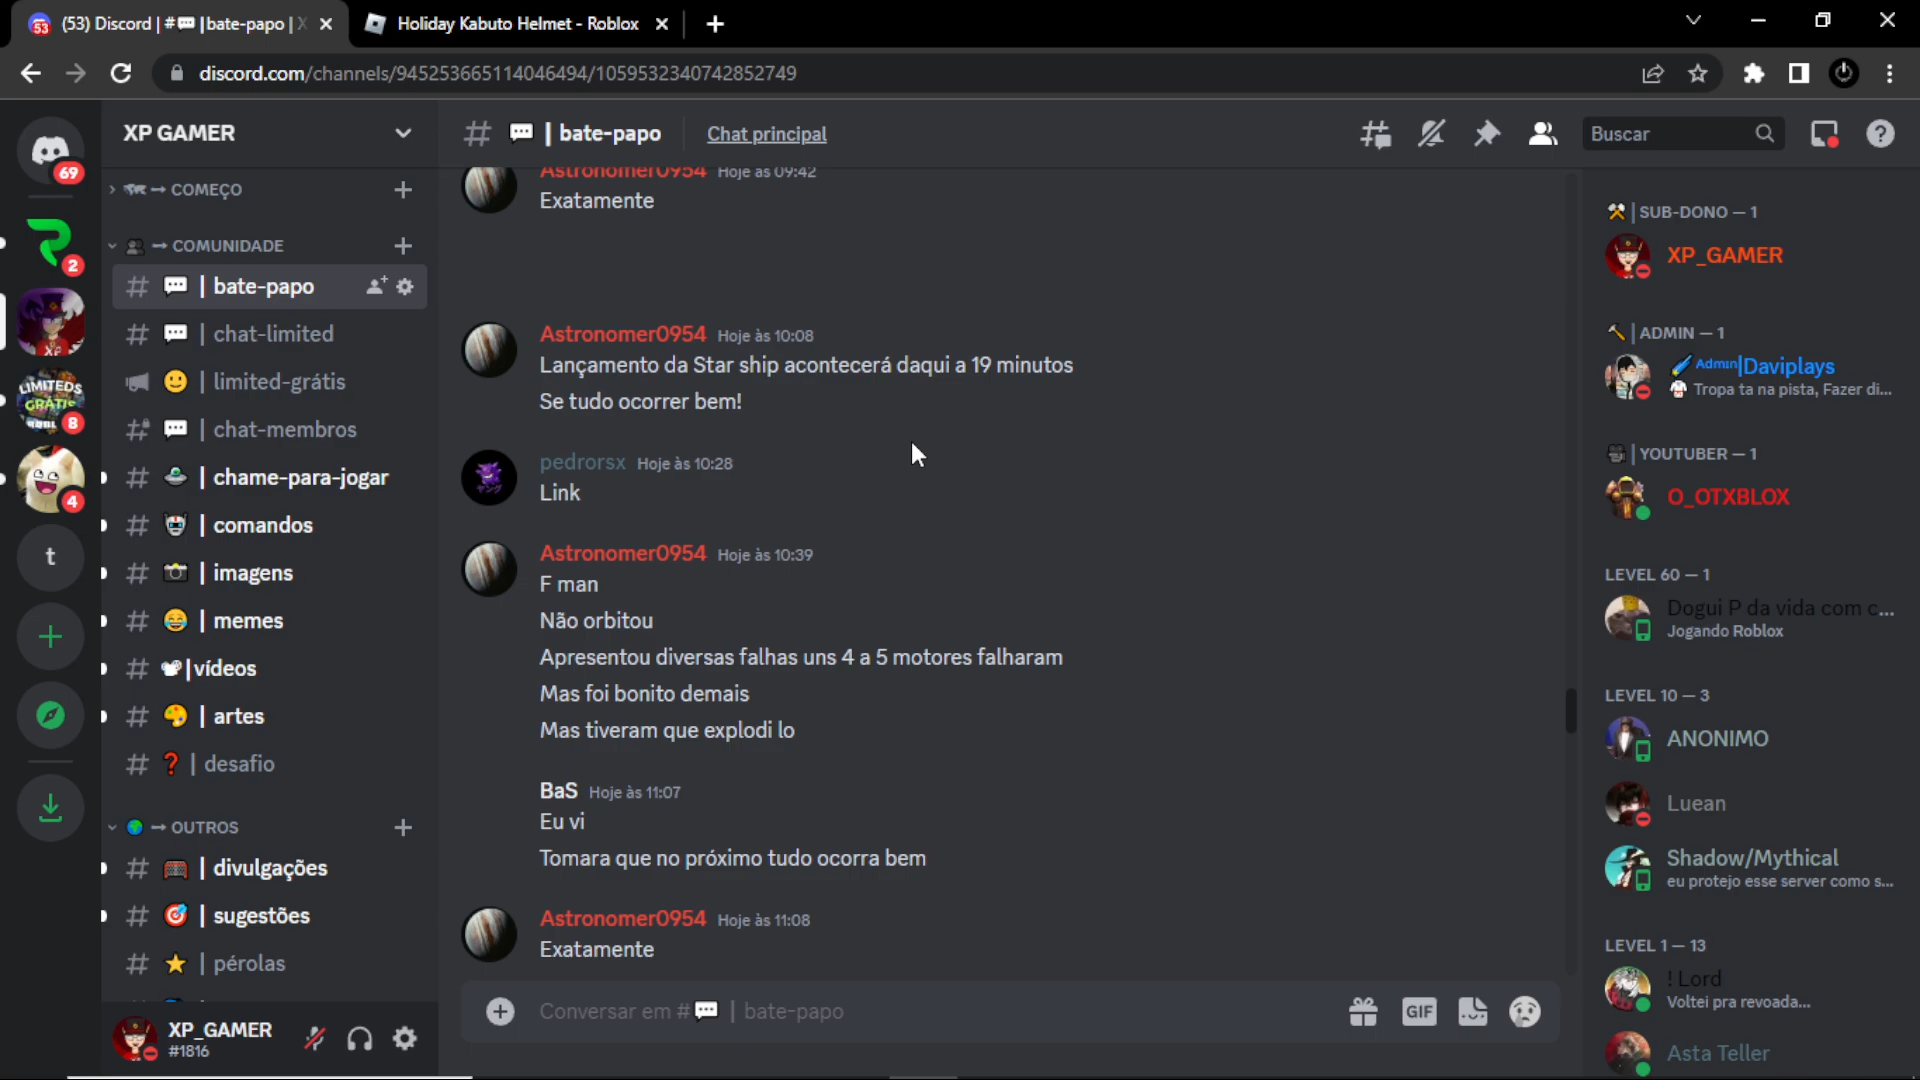 (53) Discord | #💬 | bate-papo |
Holiday Kabuto Helmet - Roblox
discord.com/channels/945253665114046494/1059532340742852749
69
2
XP
LIMITEDS
GRÁTIS
8
4
t
XP GAMER
→ COMEÇO
→ COMUNIDADE
# 💬 | bate-papo
# 💬 | chat-limited
| limited-grátis
# 💬 | chat-membros
# 🛸 | chame-para-jogar
# 🤖 | comandos
# 📷 | imagens
# 😂 | memes
# 📽|vídeos
# 🎨 | artes
# ❓ | desafio
→ OUTROS
# | divulgações
# 🎯 | sugestões
# ⭐ | pérolas
XP_GAMER
#1816
# 💬 | bate-papo
Chat principal
Buscar
Astronomer0954 Hoje às 09:42
Exatamente
Astronomer0954 Hoje às 10:08
Lançamento da Star ship acontecerá daqui a 19 minutos
Se tudo ocorrer bem!
pedrorsx Hoje às 10:28
Link
Astronomer0954 Hoje às 10:39
F man
Não orbitou
Apresentou diversas falhas uns 4 a 5 motores falharam
Mas foi bonito demais
Mas tiveram que explodi lo
BaS Hoje às 11:07
Eu vi
Tomara que no próximo tudo ocorra bem
Astronomer0954 Hoje às 11:08
Exatamente
Conversar em #💬 | bate-papo
GIF
⚒|SUB-DONO — 1
XP_GAMER
🔨|ADMIN — 1
Admin|Daviplays
Tropa ta na pista, Fazer di...
|YOUTUBER — 1
O_OTXBLOX
LEVEL 60 — 1
Dogui P da vida com c...
Jogando Roblox
LEVEL 10 — 3
ANONIMO
Luean
Shadow/Mythical
eu protejo esse server como s...
LEVEL 1 — 13
! Lord
Voltei pra revoada...
Asta Teller